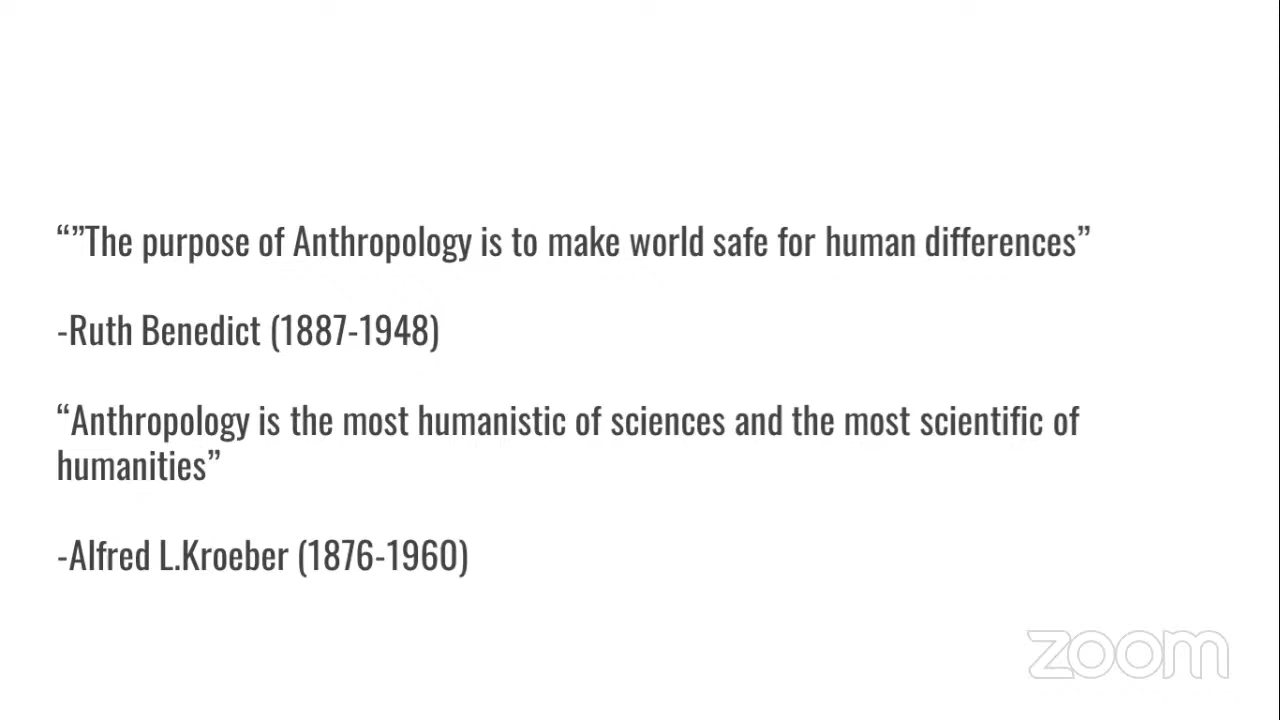 “”The purpose of Anthropology is to make world safe for human differences”
-Ruth Benedict (1887-1948)
“Anthropology is the most humanistic of sciences and the most scientific of
humanities”
-Alfred L.Kroeber (1876-1960)
zoom